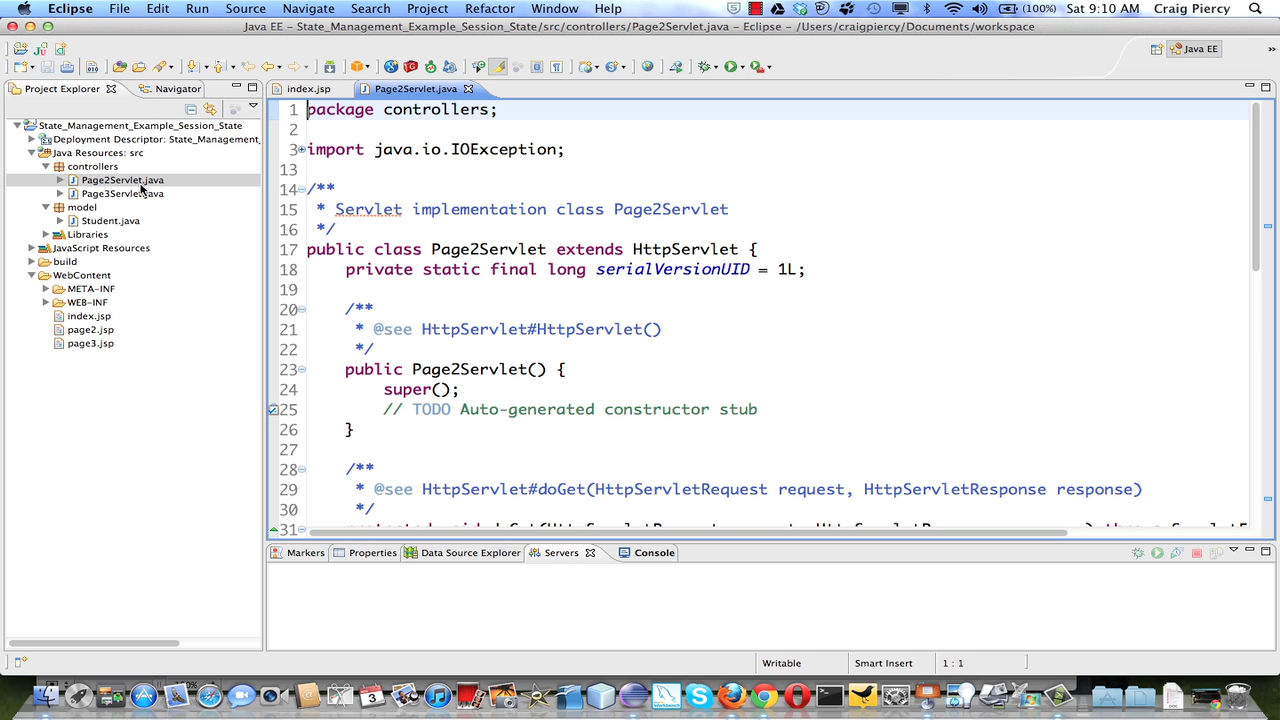 Eclipse File Edit Run Source Navigate Search Project Refactor Window Help (100%) Sat 9:10 AM Craig Piercy
Java EE - State_Management_Example_Session_State/src/controllers/Page2Servlet.java - Eclipse - /Users/craigpiercy/Documents/workspace
Java EE
Project Explorer Navigator index.jsp Page2Servlet.java
State_Management_Example_Session_State
Deployment Descriptor: State_Management_
Java Resources: src
controllers
Page2Servlet.java
Page3Servlet.java
model
Student.java
Libraries
JavaScript Resources
build
WebContent
META-INF
WEB-INF
index.jsp
page2.jsp
page3.jsp
1 package controllers;
2
3 import java.io.IOException;
13
14 /**
15 * Servlet implementation class Page2Servlet
16 */
17 public class Page2Servlet extends HttpServlet {
18 private static final long serialVersionUID = 1L;
19
20 /**
21 * @see HttpServlet#HttpServlet()
22 */
23 public Page2Servlet() {
24 super();
25 // TODO Auto-generated constructor stub
26 }
27
28 /**
29 * @see HttpServlet#doGet(HttpServletRequest request, HttpServletResponse response)
30 */
31
Markers Properties Data Source Explorer Servers Console
Writable Smart Insert 1 : 1